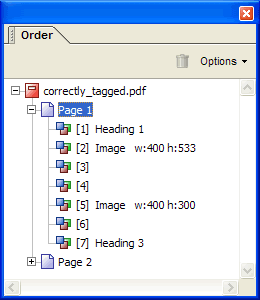 Order
Options
correctly_tagged.pdf
Page 1
[1] Heading 1
[2] Image w:400 h:533
[3]
[4]
[5] Image w:400 h:300
[6]
[7] Heading 3
Page 2